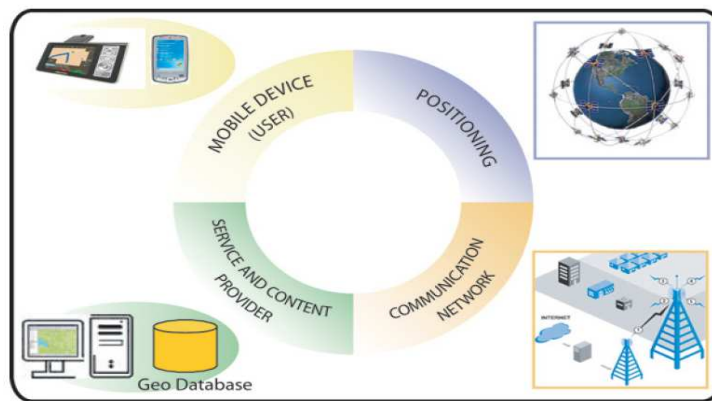 MOBILE DEVICE
(USER)
POSITIONING
SERVICE AND CONTENT
PROVIDER
COMMUNICATION
NETWORK
INTERNET
Geo Database